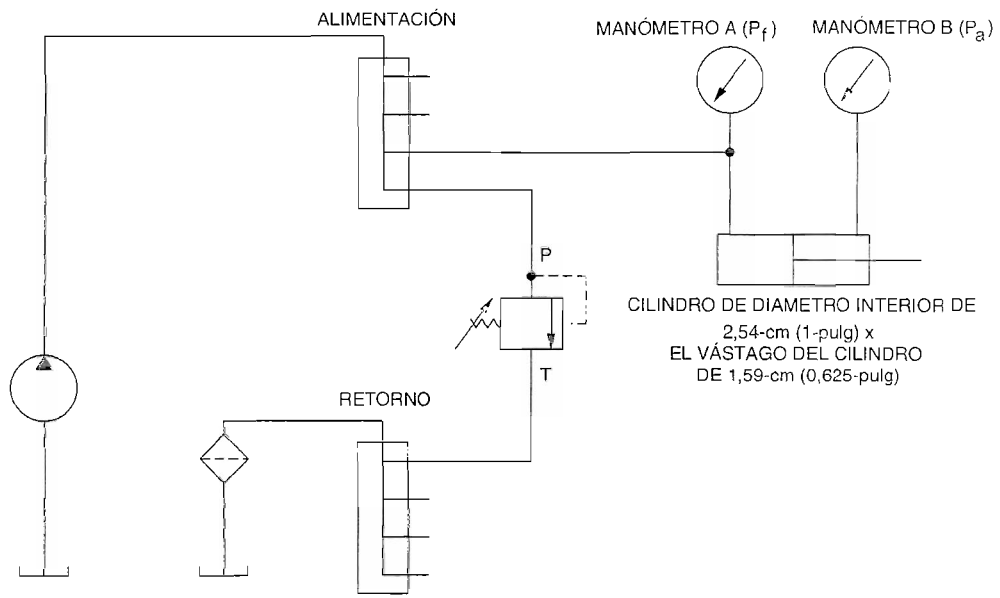 ALIMENTACIÓN
MANÓMETRO A (Pf)
MANÓMETRO B (Pa)
P
CILINDRO DE DIAMETRO INTERIOR DE
2,54-cm (1-pulg) x
EL VÁSTAGO DEL CILINDRO
DE 1,59-cm (0,625-pulg)
T
RETORNO